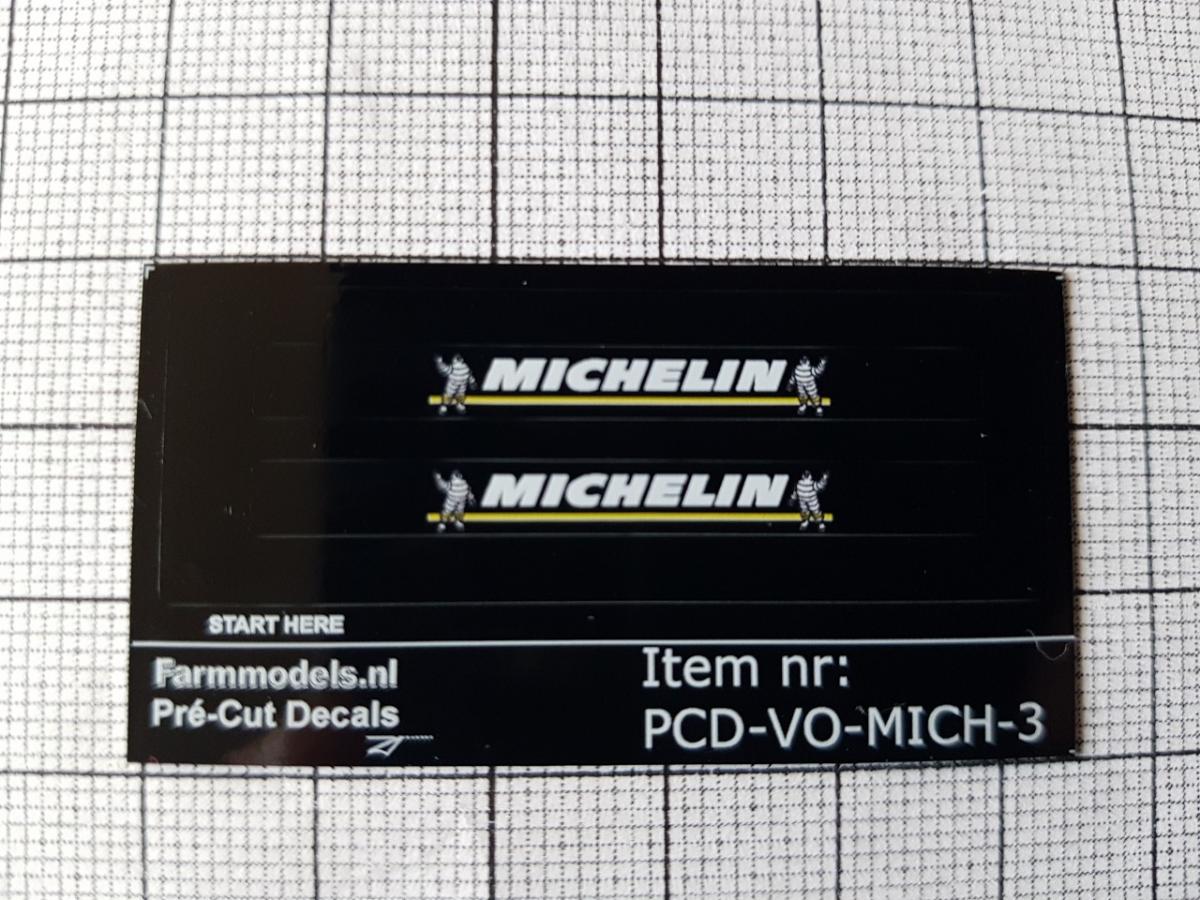 MICHELIN
MICHELIN
START HERE
Farmmodels.nl
Pré-Cut Decals
Item nr:
PCD-VO-MICH-3